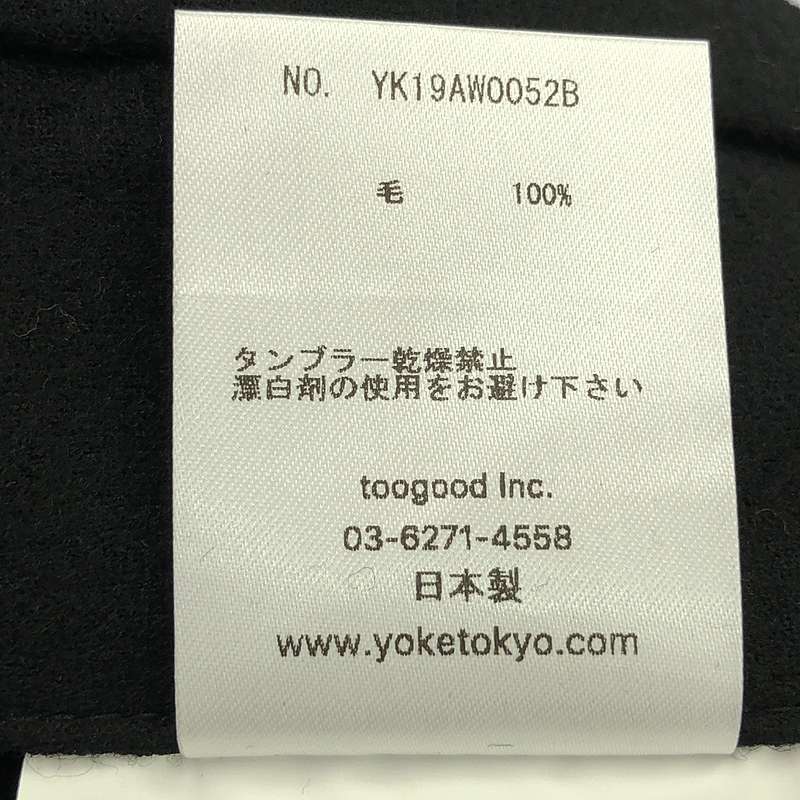 NO. YK19AW0052B
毛 100%
タンブラー乾燥禁止
漂白剤の使用をお避け下さい
toogood Inc.
03-6271-4558
日本製
www.yoketokyo.com